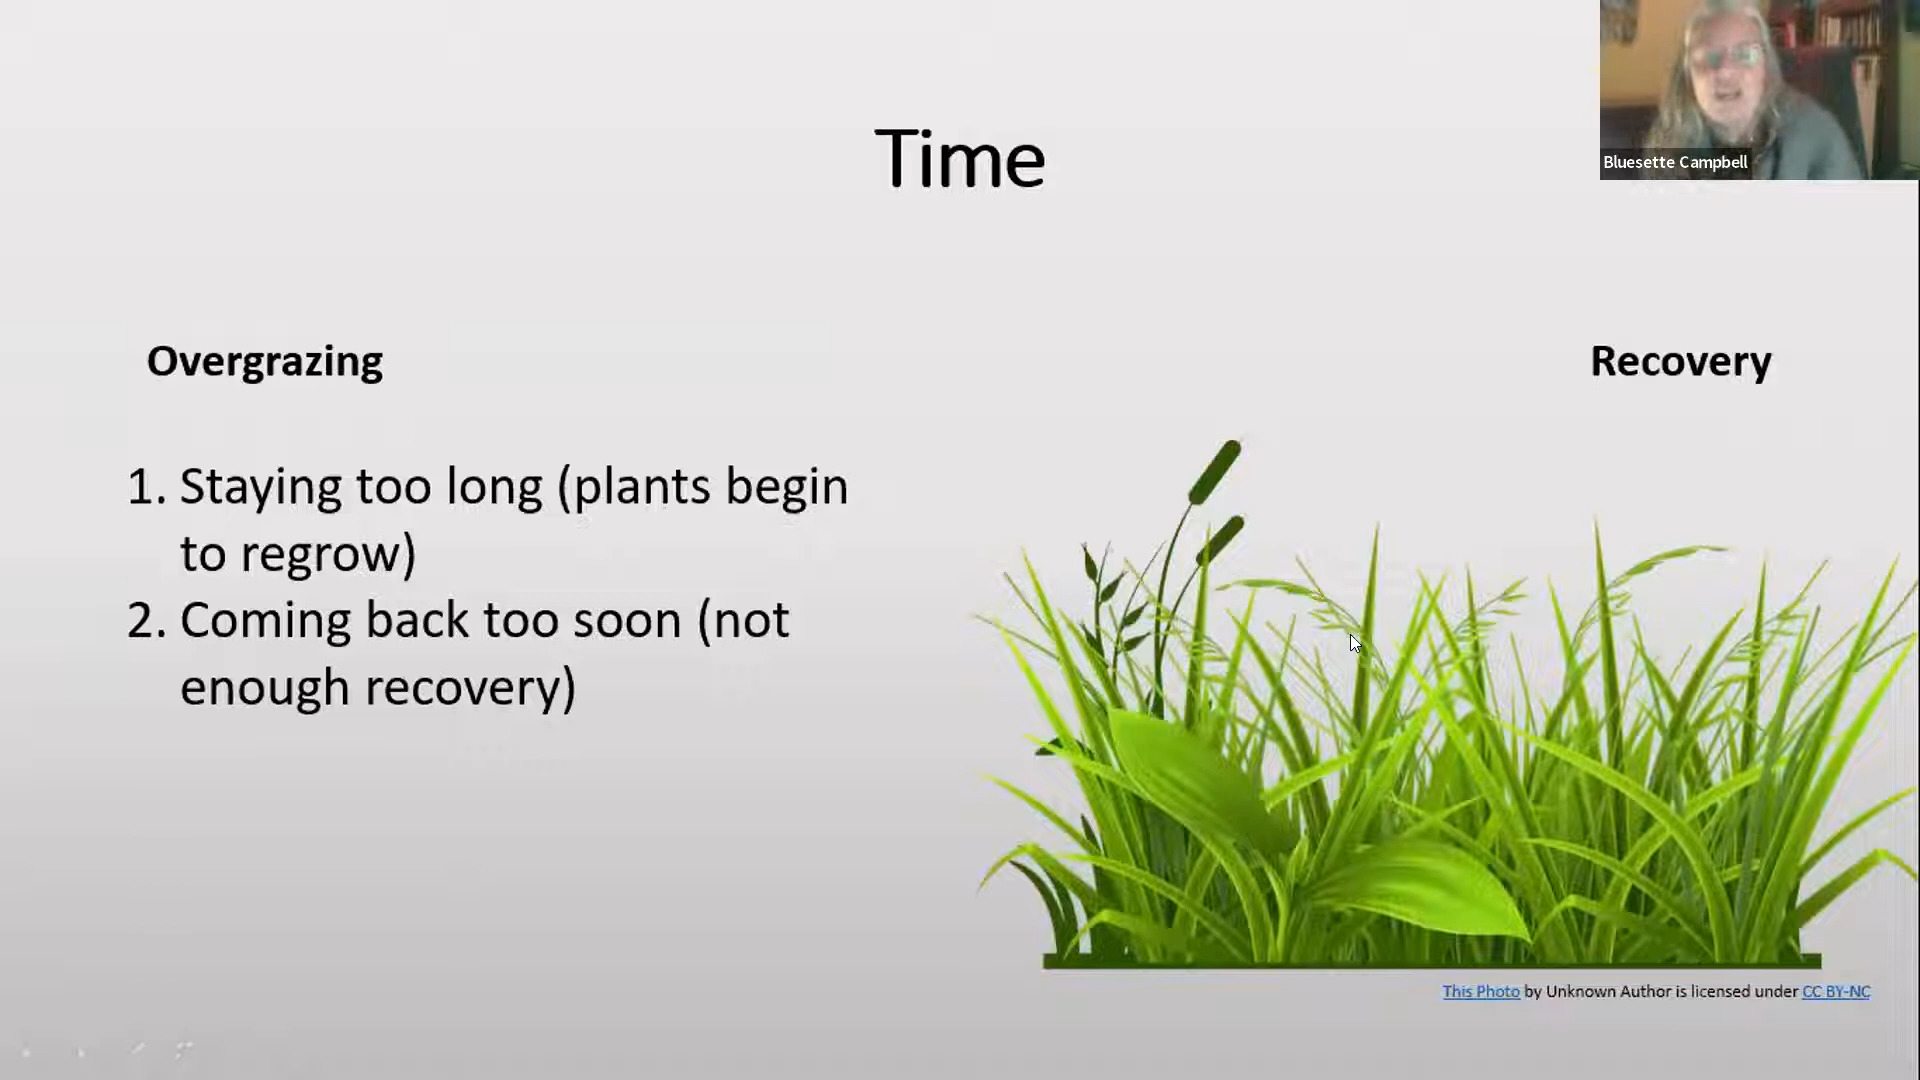 Time
Bluesette Campbell
Overgrazing
Recovery
1. Staying too long (plants begin
to regrow)
2. Coming back too soon (not
enough recovery)
This Photo by Unknown Author is licensed under CC BY-NC